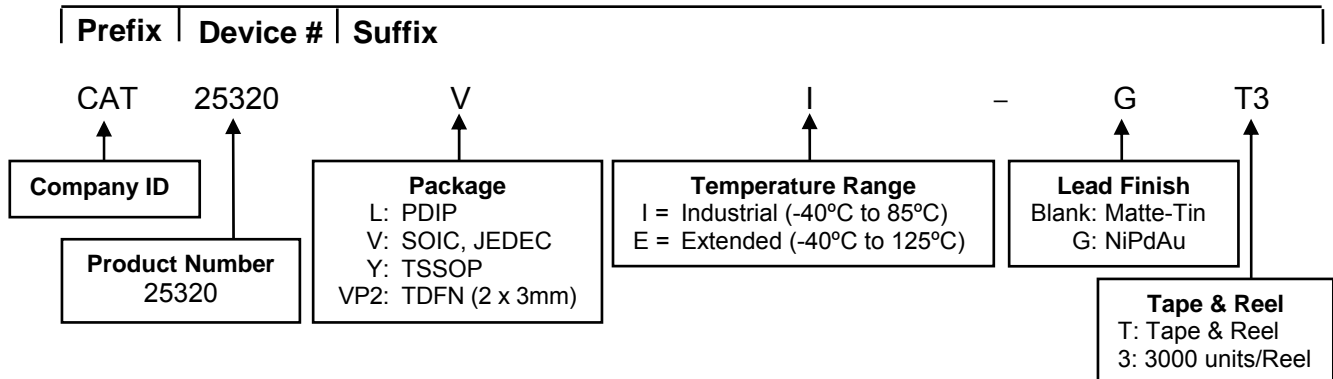 Prefix Device # Suffix
CAT 25320 V I – G T3
Company ID
Product Number
25320
Package
L: PDIP
V: SOIC, JEDEC
Y: TSSOP
VP2: TDFN (2 x 3mm)
Temperature Range
I = Industrial (-40ºC to 85ºC)
E = Extended (-40ºC to 125ºC)
Lead Finish
Blank: Matte-Tin
G: NiPdAu
Tape & Reel
T: Tape & Reel
3: 3000 units/Reel